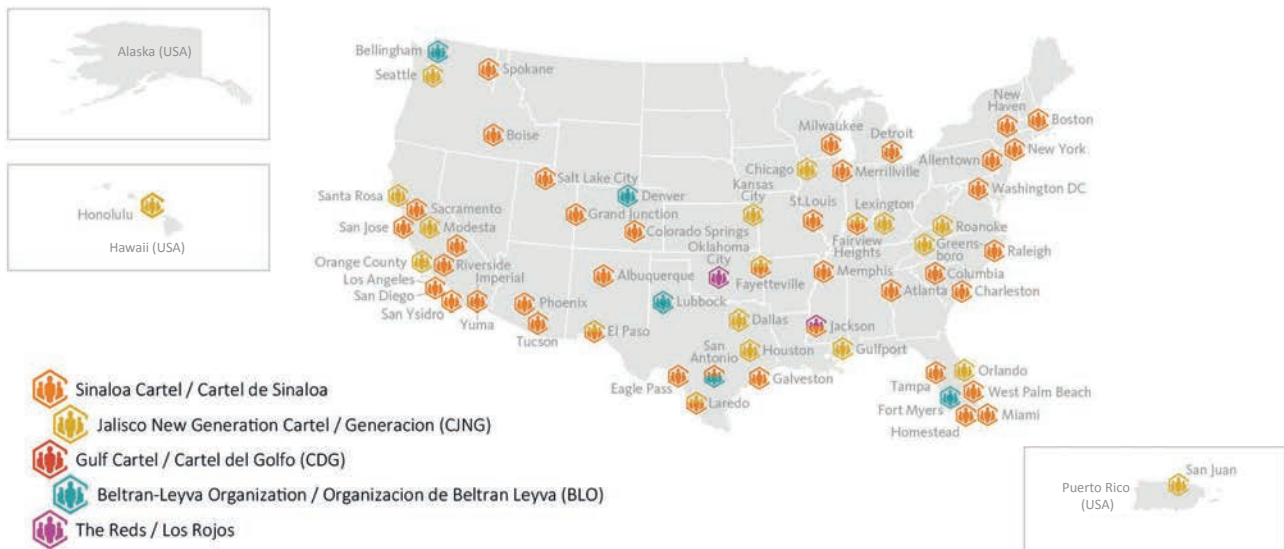 Alaska (USA)
Honolulu
Hawaii (USA)
Bellingham
Seattle
Spokane
Boise
Salt Lake City
Denver
Grand Junction
Colorado Springs
Santa Rosa
Sacramento
San Jose
Modesta
Orange County
Riverside
Los Angeles
Imperial
San Diego
San Ysidro
Yuma
Phoenix
Tucson
Albuquerque
El Paso
Lubbock
Oklahoma
City
Kansas
City
Fayetteville
Dallas
San
Antonio
Houston
Eagle Pass
Laredo
Galveston
Milwaukee
Chicago
Detroit
Merrillville
St.Louis
Lexington
Fairview
Heights
Memphis
Jackson
Gulfport
New
Haven
Boston
New York
Allentown
Washington DC
Roanoke
Greens-
boro
Raleigh
Columbia
Charleston
Atlanta
Orlando
Tampa
West Palm Beach
Fort Myers
Miami
Homestead
Sinaloa Cartel / Cartel de Sinaloa
Jalisco New Generation Cartel / Generacion (CJNG)
Gulf Cartel / Cartel del Golfo (CDG)
Beltran-Leyva Organization / Organizacion de Beltran Leyva (BLO)
The Reds / Los Rojos
San Juan
Puerto Rico
(USA)